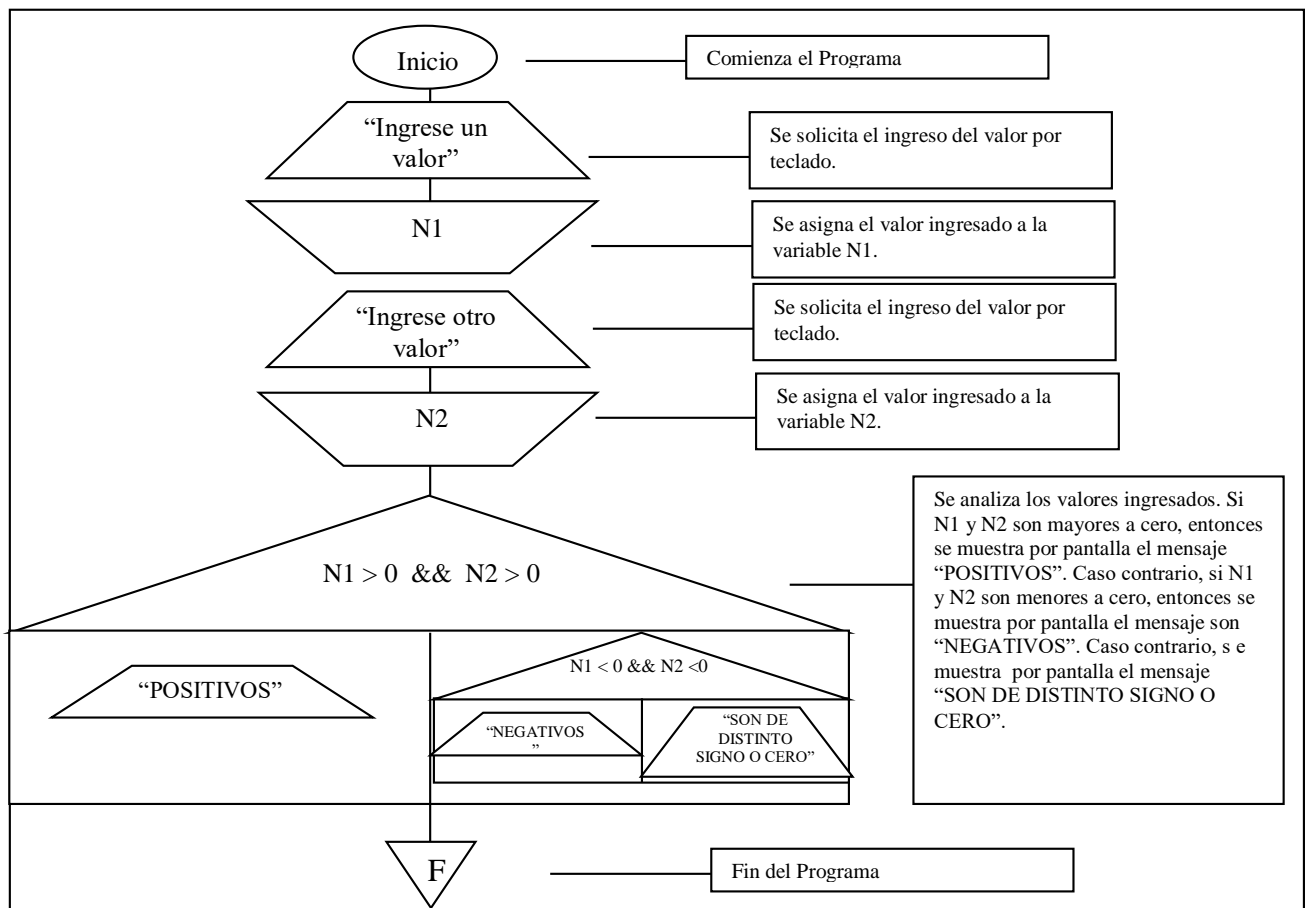 Inicio
Comienza el Programa
“Ingrese un
valor”
Se solicita el ingreso del valor por
teclado.
N1
Se asigna el valor ingresado a la
variable N1.
“Ingrese otro
valor”
Se solicita el ingreso del valor por
teclado.
N2
Se asigna el valor ingresado a la
variable N2.
N1 > 0 && N2 > 0
Se analiza los valores ingresados. Si
N1 y N2 son mayores a cero, entonces
se muestra por pantalla el mensaje
“POSITIVOS”. Caso contrario, si N1
y N2 son menores a cero, entonces se
muestra por pantalla el mensaje son
“NEGATIVOS”. Caso contrario, s e
muestra por pantalla el mensaje
“SON DE DISTINTO SIGNO O
CERO”.
“POSITIVOS”
N1 < 0 && N2 <0
“NEGATIVOS
”
“SON DE
DISTINTO
SIGNO O CERO”
F
Fin del Programa